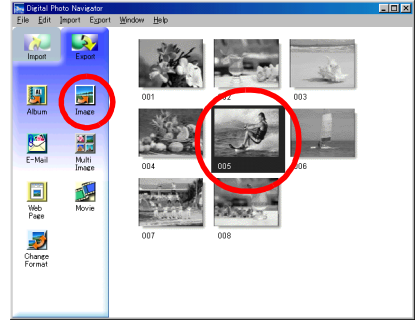 Digital Photo Navigator
File Edit Import Export Window Help
Import Export
Album Image
E-Mail Multi Image
Web Page Movie
Change Format
001 002 003
004 005 006
007 008